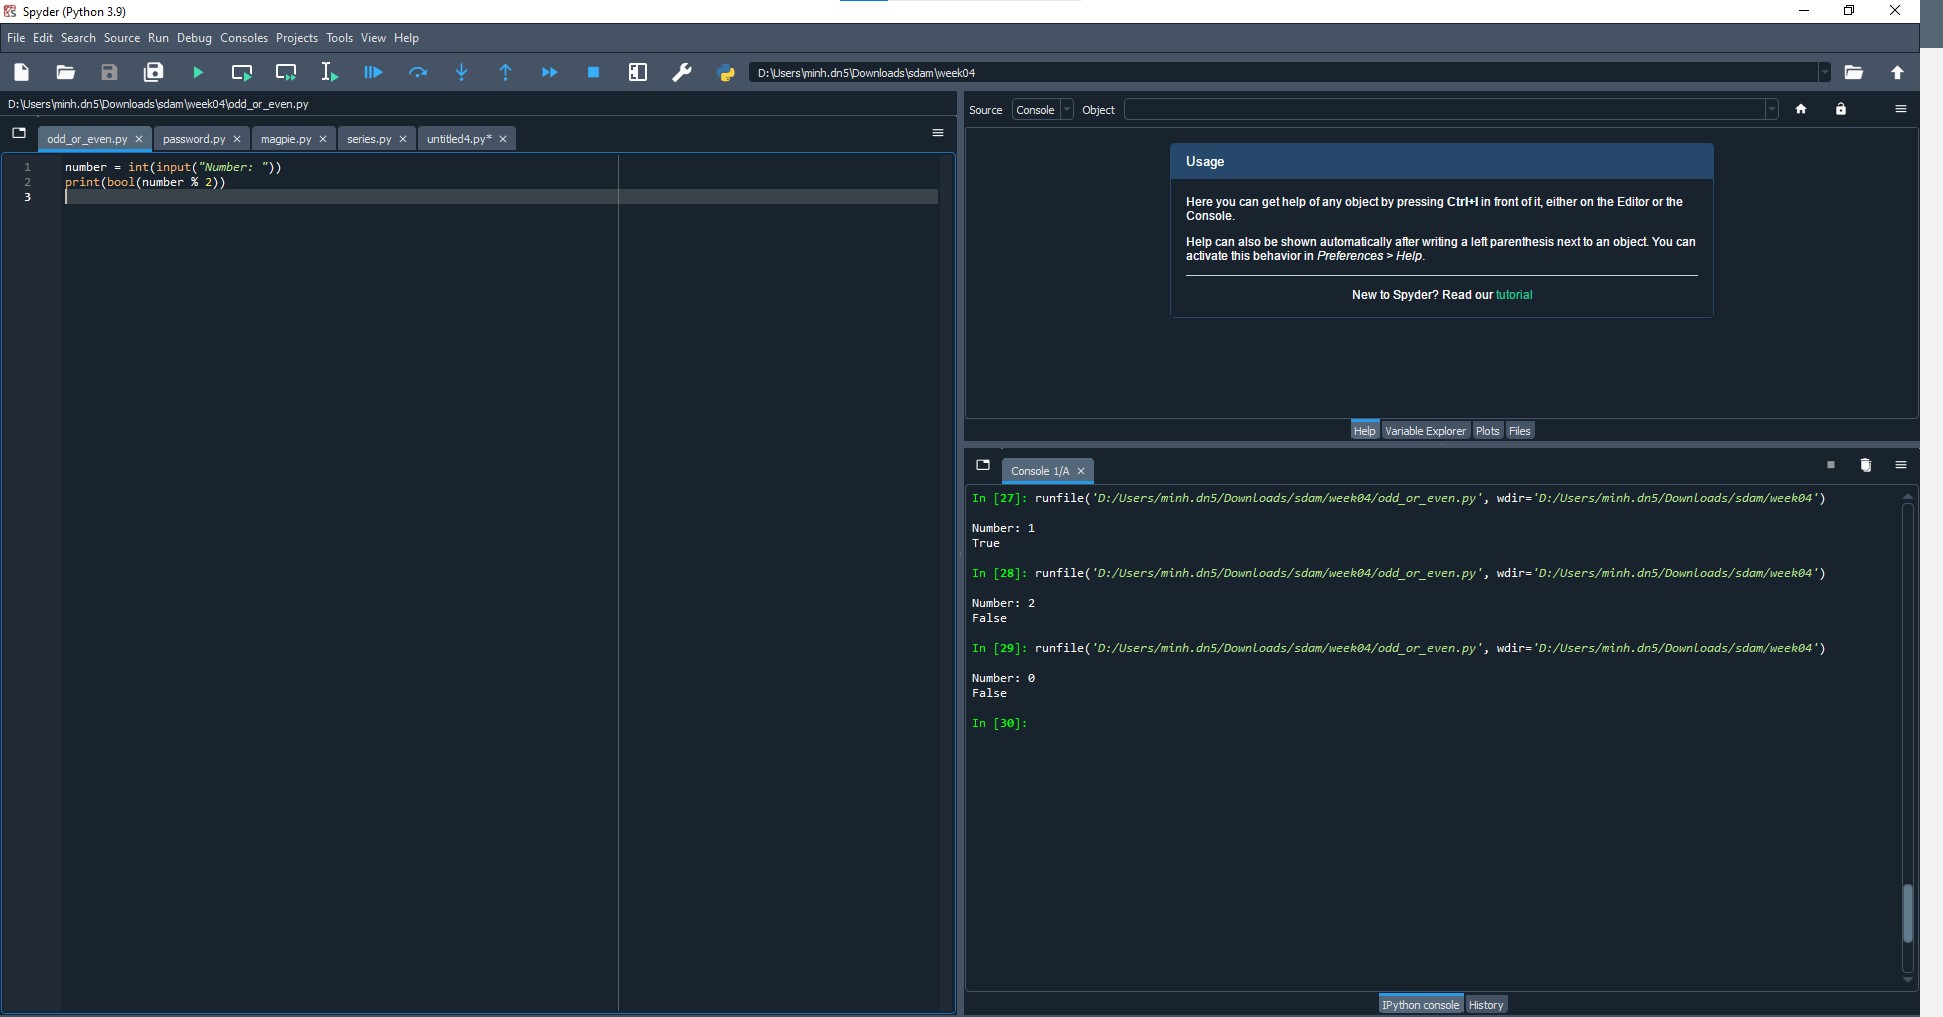 Spyder (Python 3.9)
File Edit Search Source Run Debug Consoles Projects Tools View Help
D:\Users\minh.dn5\Downloads\sdam\week04
D:\Users\minh.dn5\Downloads\sdam\week04\odd_or_even.py
odd_or_even.py password.py magpie.py series.py untitled4.py*
1 number = int(input("Number: "))
2 print(bool(number % 2))
3
Source Console Object
Usage
Here you can get help of any object by pressing Ctrl+I in front of it, either on the Editor or the
Console.
Help can also be shown automatically after writing a left parenthesis next to an object. You can
activate this behavior in Preferences > Help.
New to Spyder? Read our tutorial
Help Variable Explorer Plots Files
Console 1/A
In [27]: runfile('D:/Users/minh.dn5/Downloads/sdam/week04/odd_or_even.py', wdir='D:/Users/minh.dn5/Downloads/sdam/week04')
Number: 1
True
In [28]: runfile('D:/Users/minh.dn5/Downloads/sdam/week04/odd_or_even.py', wdir='D:/Users/minh.dn5/Downloads/sdam/week04')
Number: 2
False
In [29]: runfile('D:/Users/minh.dn5/Downloads/sdam/week04/odd_or_even.py', wdir='D:/Users/minh.dn5/Downloads/sdam/week04')
Number: 0
False
In [30]:
IPython console History